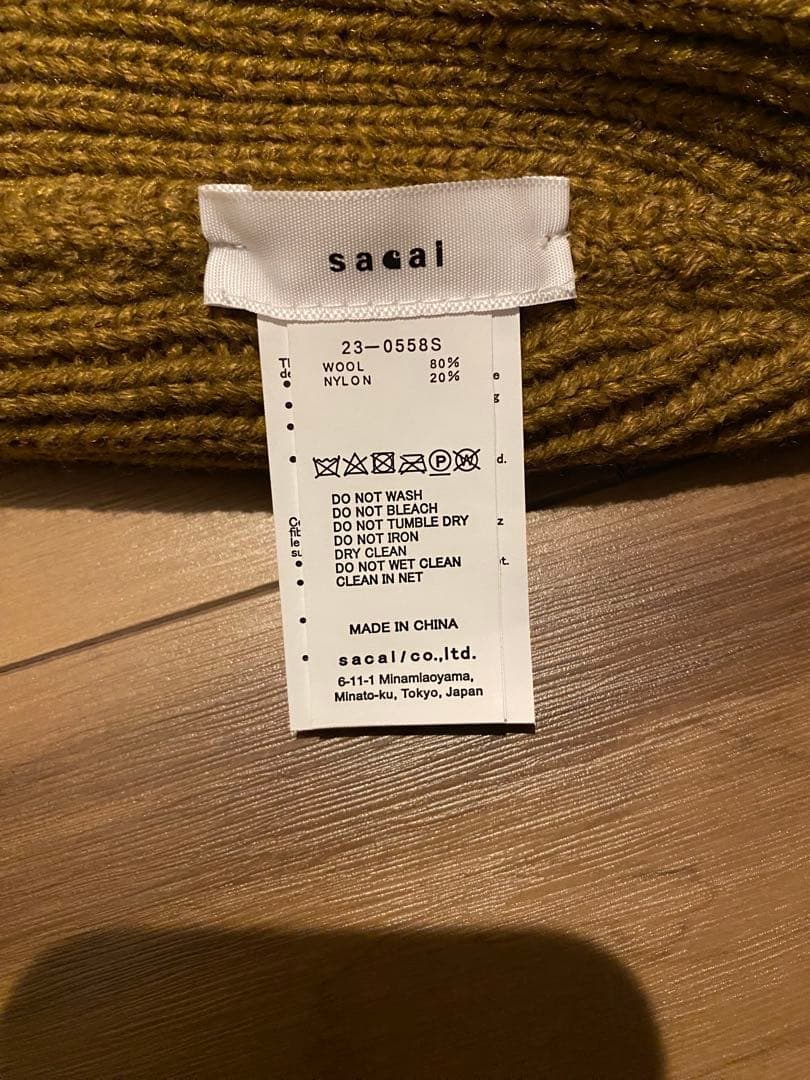 sacai
23-0558S
WOOL 80%
NYLON 20%
P W
DO NOT WASH
DO NOT BLEACH
DO NOT TUMBLE DRY
DO NOT IRON
DRY CLEAN
DO NOT WET CLEAN
CLEAN IN NET
MADE IN CHINA
sacai/co.,ltd.
6-11-1 Minamiaoyama,
Minato-ku, Tokyo, Japan